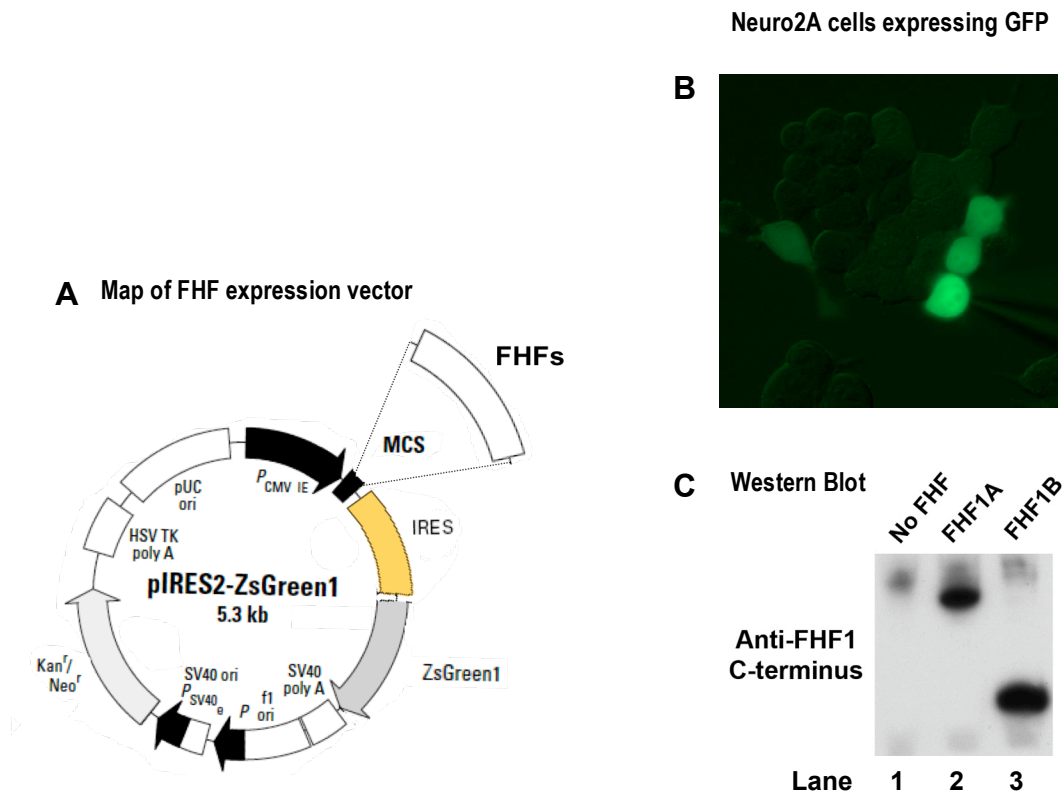 Neuro2A cells expressing GFP
B
A Map of FHF expression vector
FHFs
MCS
P CMV IE
pUC
ori
IRES
HSV TK
poly A
pIRES2-ZsGreen1
5.3 kb
Kanr/
Neor
SV40 ori
P SV40 e
P
f1
ori
SV40
poly A
ZsGreen1
C Western Blot
No FHF
FHF1A
FHF1B
Anti-FHF1
C-terminus
Lane 1 2 3